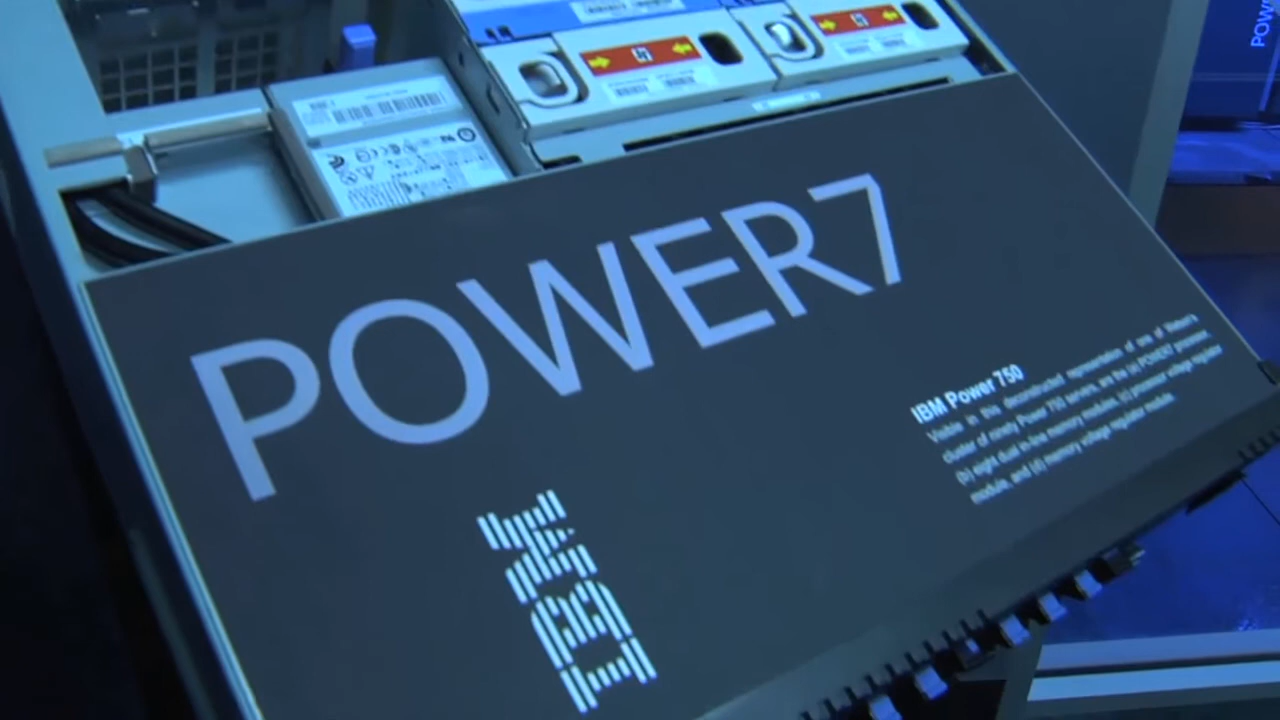 POWER7
IBM Power 750
Visible in this deconstructed representation of one of Watson's
cluster of ninety Power 750 servers, are the (a) POWER7 processor,
(b) eight dual in-line memory modules, (c) processor voltage regulator
module, and (d) memory voltage regulator module.
IBM
POW